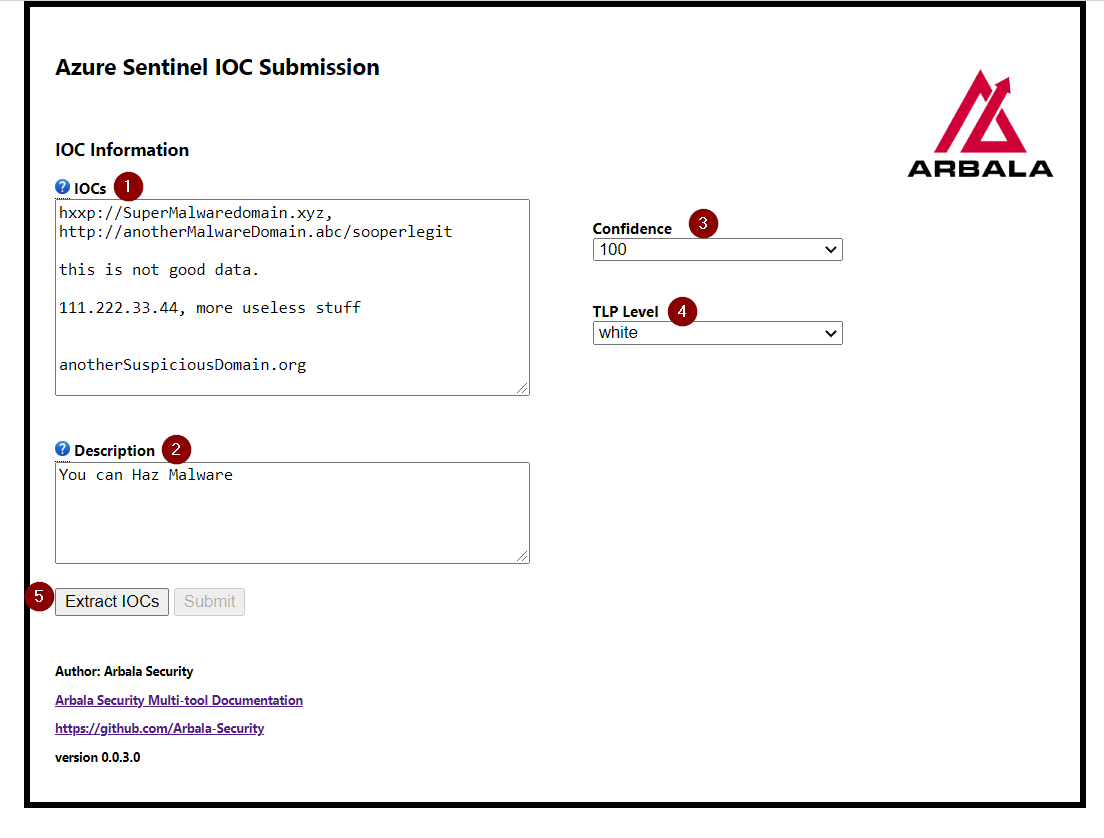 Azure Sentinel IOC Submission
ARBALA
IOC Information
? IOCs 1
hxxp://SuperMalwaredomain.xyz,
http://anotherMalwareDomain.abc/sooperlegit
this is not good data.
111.222.33.44, more useless stuff
anotherSuspiciousDomain.org
Confidence 3
100
TLP Level 4
white
? Description 2
You can Haz Malware
5 Extract IOCs Submit
Author: Arbala Security
Arbala Security Multi-tool Documentation
https://github.com/Arbala-Security
version 0.0.3.0